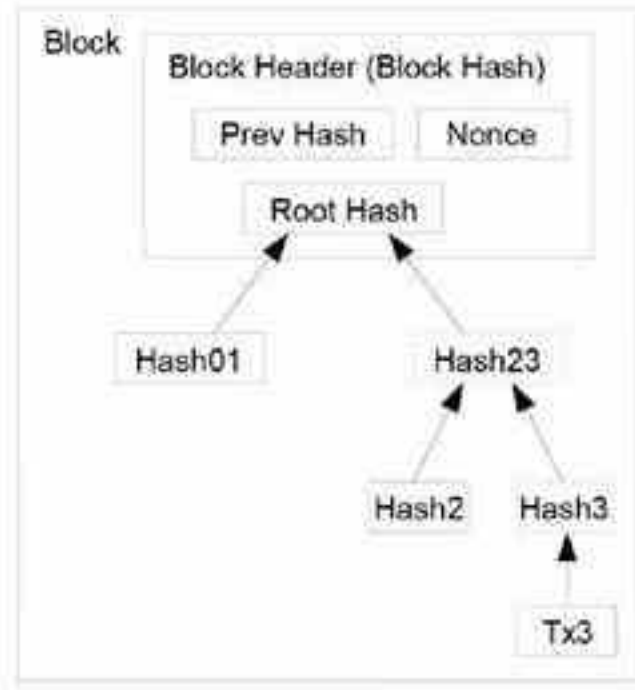 Block
Block Header (Block Hash)
Prev Hash
Nonce
Root Hash
Hash01
Hash23
Hash2
Hash3
Tx3